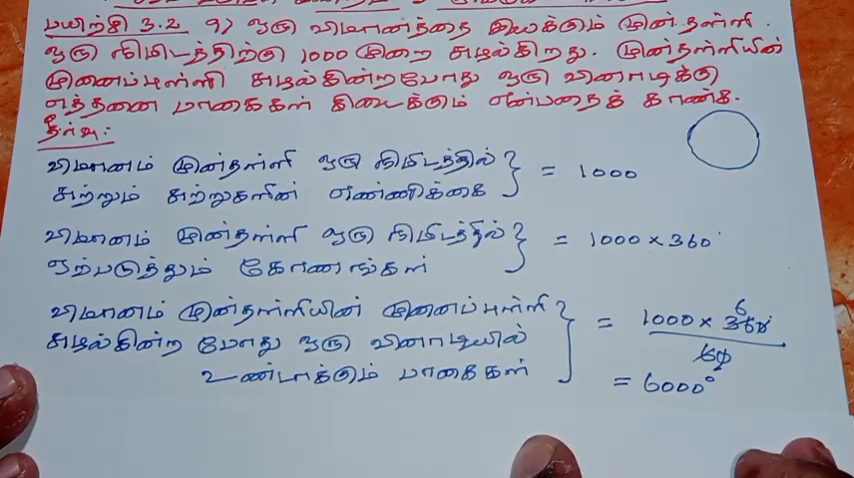 பயிற்சி 3.2 9) ஒரு விமானத்தை இயக்கும் முன் தள்ளி
ஒரு நிமிடத்திற்கு 1000 முறை சுழல்கிறது. முன்தள்ளியின்
முனைப்புள்ளி சுழல்கின்றபோது ஒரு வினாடிக்கு
எத்தனை பாகைகள் கிடைக்கும் என்பதைக் காண்க.
தீர்வு:
விமானம் முன்தள்ளி ஒரு நிமிடத்தில்
சுற்றும் சுற்றுகளின் எண்ணிக்கை } = 1000
விமானம் முன்தள்ளி ஒரு நிமிடத்தில்
ஏற்படுத்தும் கோணங்கள் } = 1000 × 360°
விமானம் முன்தள்ளியின் முனைப்புள்ளி
சுழல்கின்ற போது ஒரு வினாடியில் } = 1000 × 360° / 60
உண்டாக்கும் பாகைகள்
= 6000°